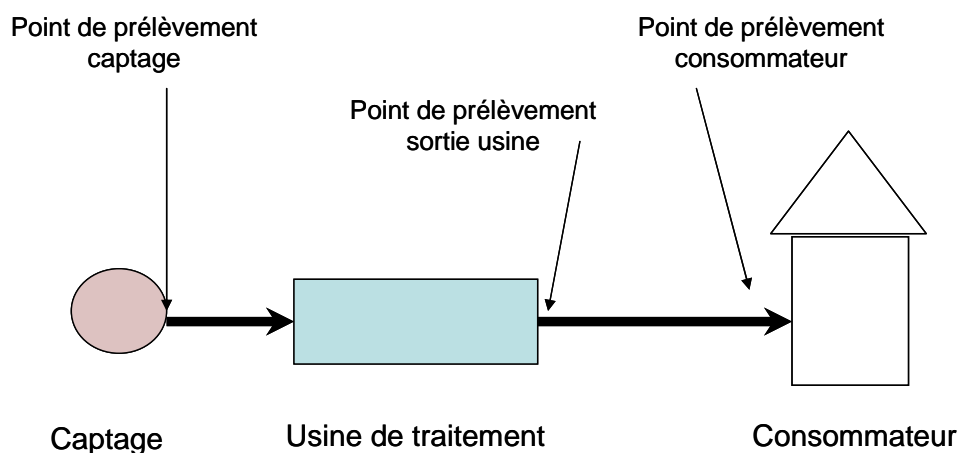 Point de prélèvement
captage
Point de prélèvement
consommateur
Point de prélèvement
sortie usine
Captage
Usine de traitement
Consommateur